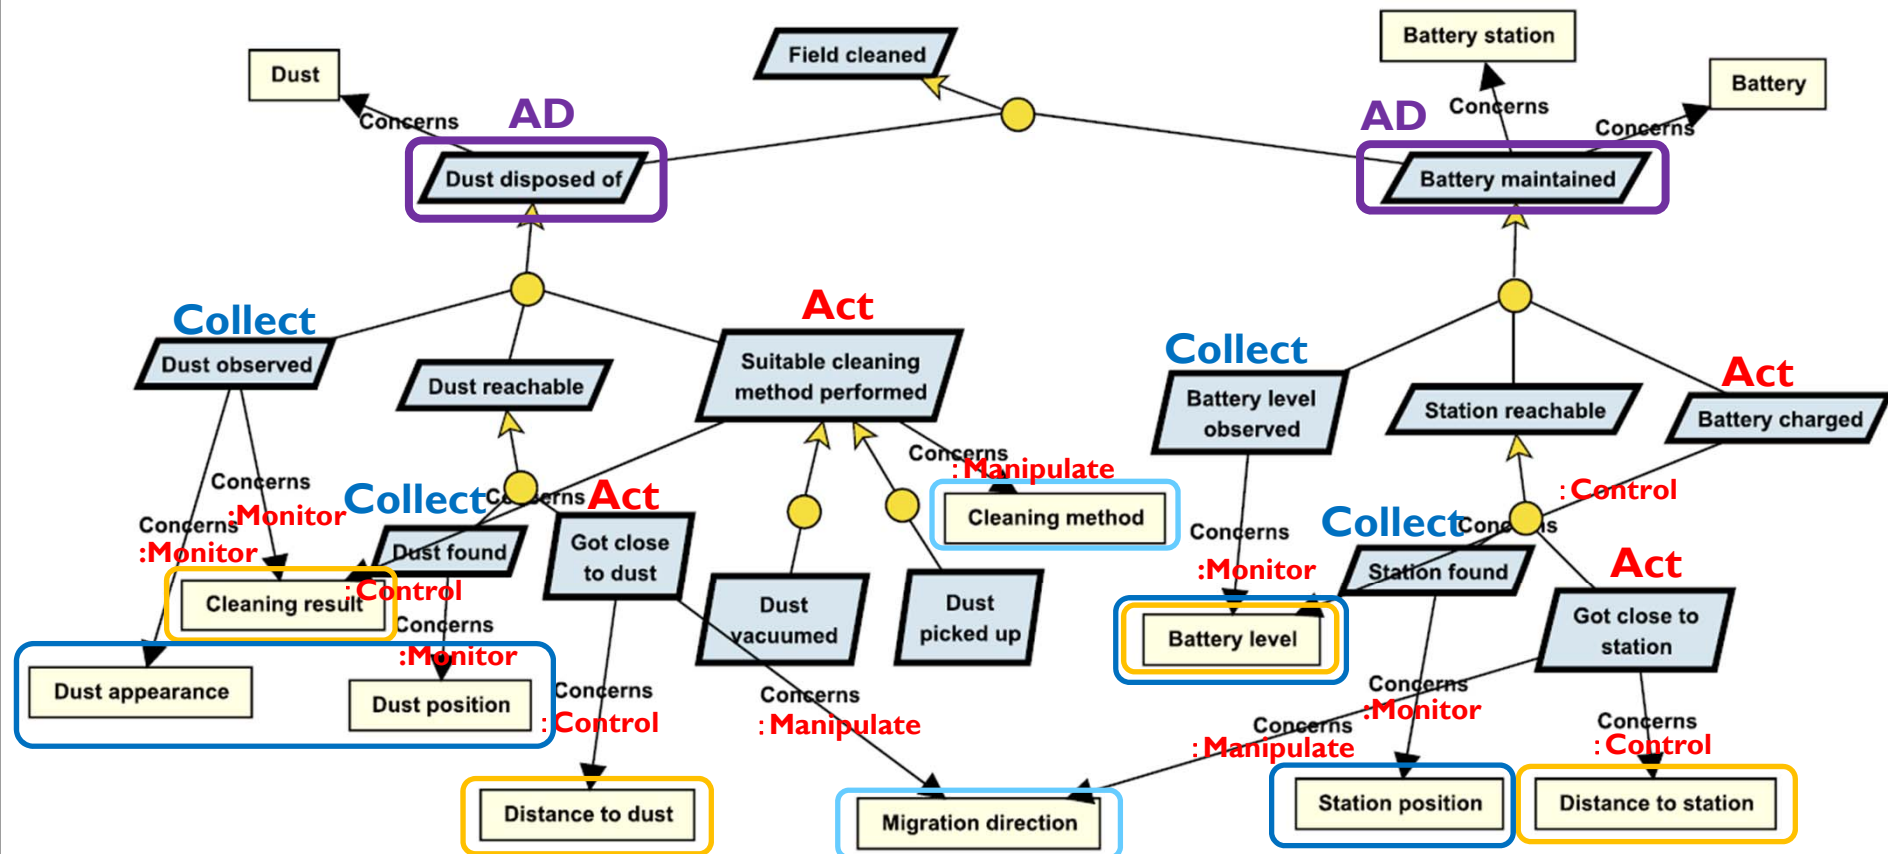 Battery station
Field cleaned
Dust
Battery
AD
AD
Concerns
Concerns
Concerns
Dust disposed of
Battery maintained
Act
Collect
Collect
Dust observed
Suitable cleaning
method performed
Act
Dust reachable
Battery level
observed
Station reachable
Battery charged
Concerns
:Manipulate
Concerns
:Monitor
Collect
Concerns
Act
:Control
Cleaning method
Concerns
:Monitor
Collect
Concerns
Concerns
:Monitor
Dust found
Got close
to dust
Station found
Act
Cleaning result
:Control
Dust
vacuumed
Dust
picked up
Battery level
Got close to
station
Concerns
:Monitor
Dust appearance
Dust position
Concerns
:Control
Concerns
:Manipulate
Concerns
:Monitor
Concerns
:Manipulate
Concerns
:Control
Distance to dust
Migration direction
Station position
Distance to station